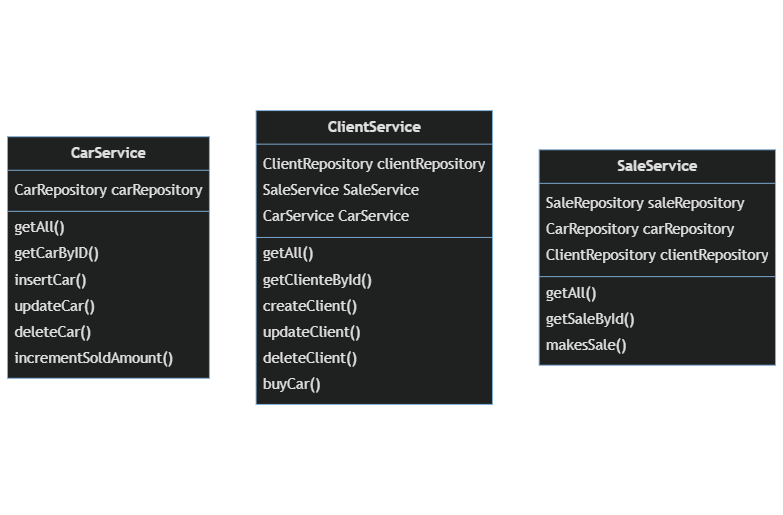 CarService
CarRepository carRepository
getAll()
getCarByID()
insertCar()
updateCar()
deleteCar()
incrementSoldAmount()
ClientService
ClientRepository clientRepository
SaleService SaleService
CarService CarService
getAll()
getClienteById()
createClient()
updateClient()
deleteClient()
buyCar()
SaleService
SaleRepository saleRepository
CarRepository carRepository
ClientRepository clientRepository
getAll()
getSaleById()
makesSale()